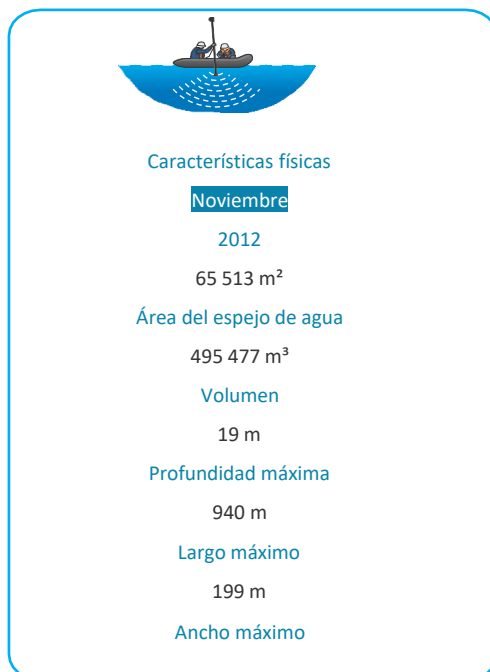 Características físicas
Noviembre
2012
65 513 m²
Área del espejo de agua
495 477 m³
Volumen
19 m
Profundidad máxima
940 m
Largo máximo
199 m
Ancho máximo